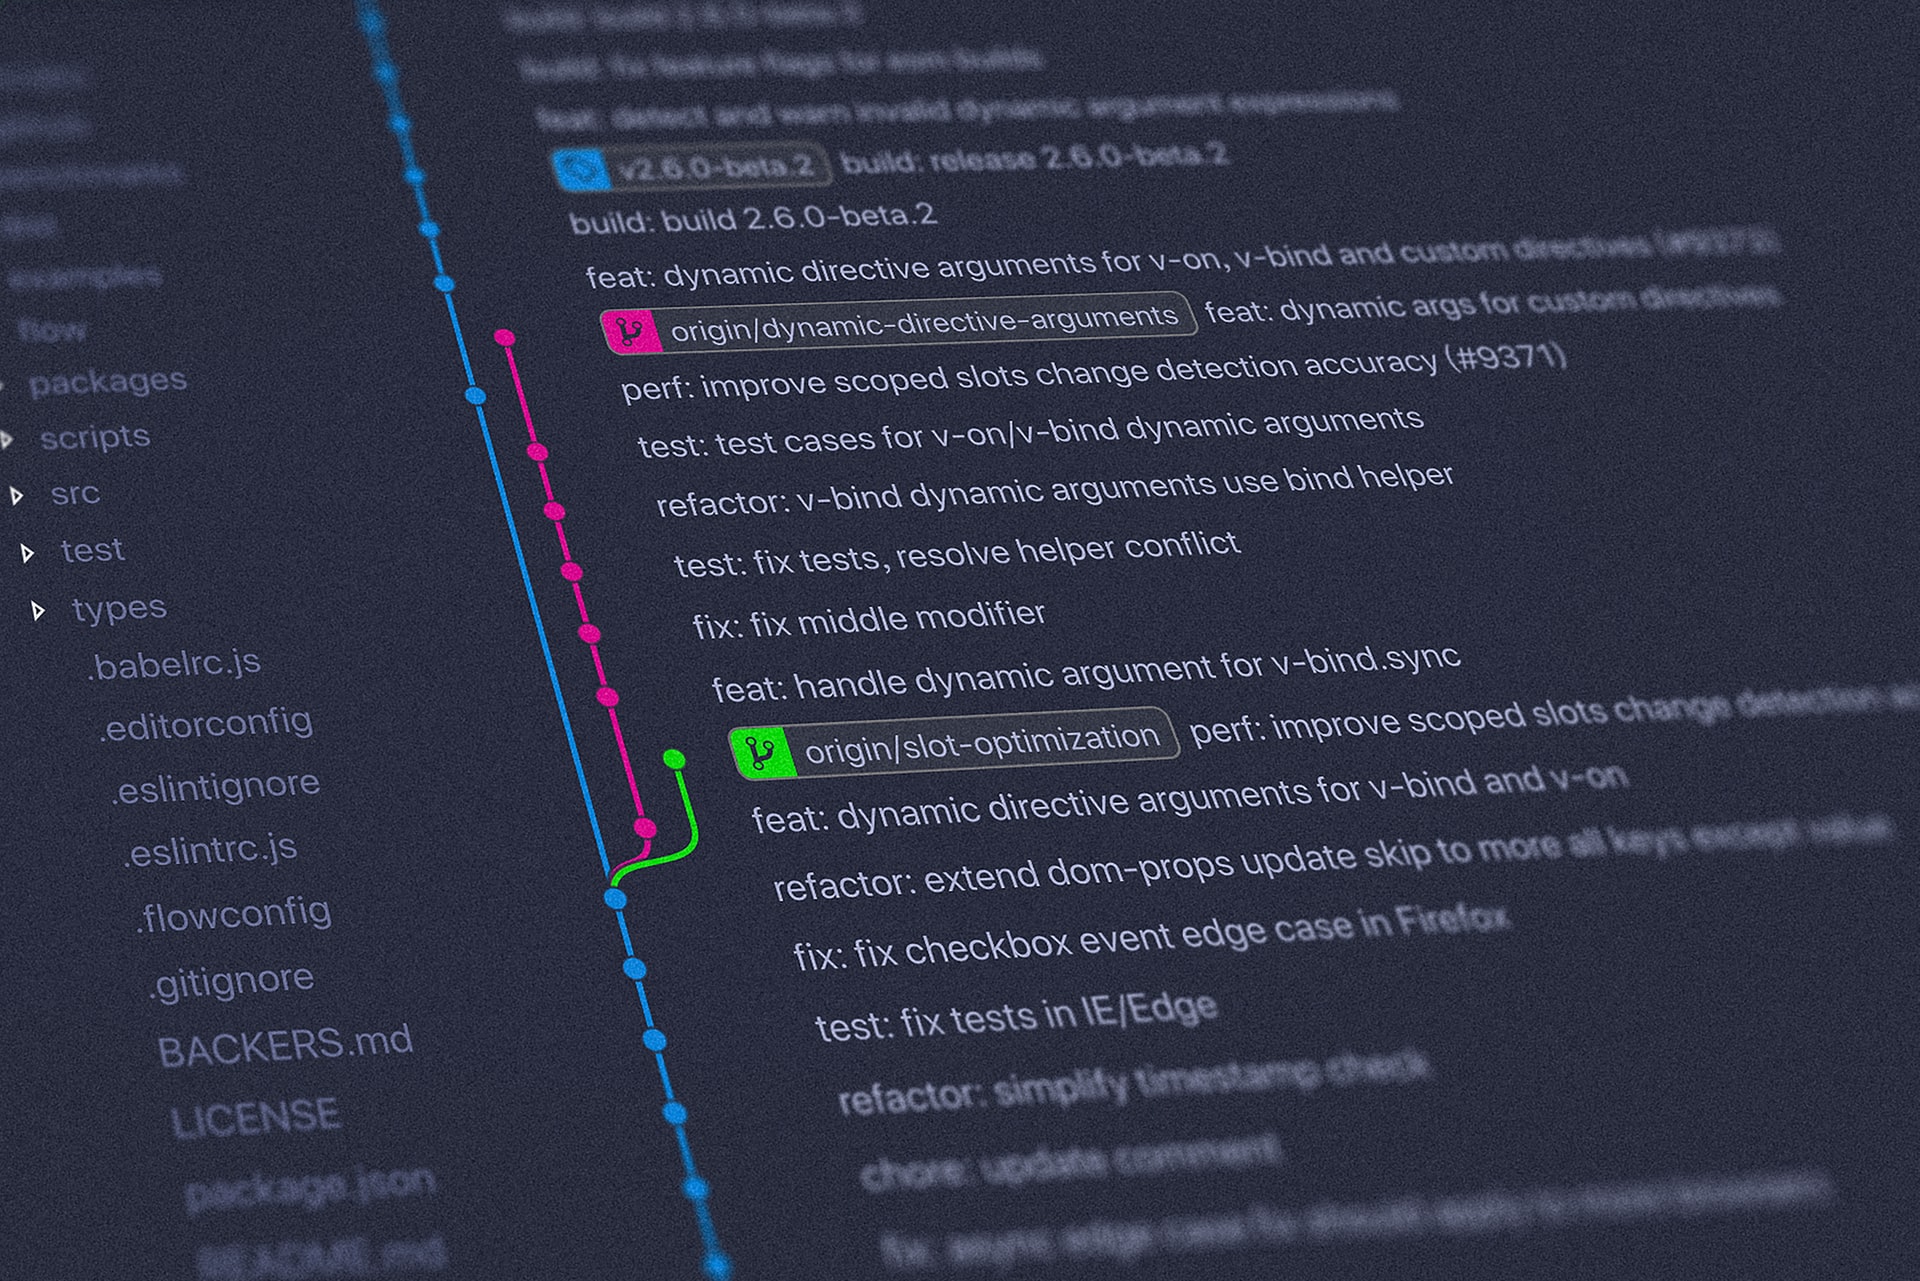 build: build 2.6.0-beta.3
build: fix feature flags for esm builds
feat: detect and warn invalid dynamic argument expressions
v2.6.0-beta.2 build: release 2.6.0-beta.2
build: build 2.6.0-beta.2
feat: dynamic directive arguments for v-on, v-bind and custom directives (#9373)
origin/dynamic-directive-arguments feat: dynamic args for custom directives
perf: improve scoped slots change detection accuracy (#9371)
test: test cases for v-on/v-bind dynamic arguments
refactor: v-bind dynamic arguments use bind helper
test: fix tests, resolve helper conflict
fix: fix middle modifier
feat: handle dynamic argument for v-bind.sync
origin/slot-optimization perf: improve scoped slots change detection
feat: dynamic directive arguments for v-bind and v-on
refactor: extend dom-props update skip to more all keys except value
fix: fix checkbox event edge case in Firefox
test: fix tests in IE/Edge
refactor: simplify timestamp check
chore: update comment
fix: async edge case fix should apply to more
examples
flow
packages
scripts
src
test
types
.babelrc.js
.editorconfig
.eslintignore
.eslintrc.js
.flowconfig
.gitignore
BACKERS.md
LICENSE
package.json
README.md